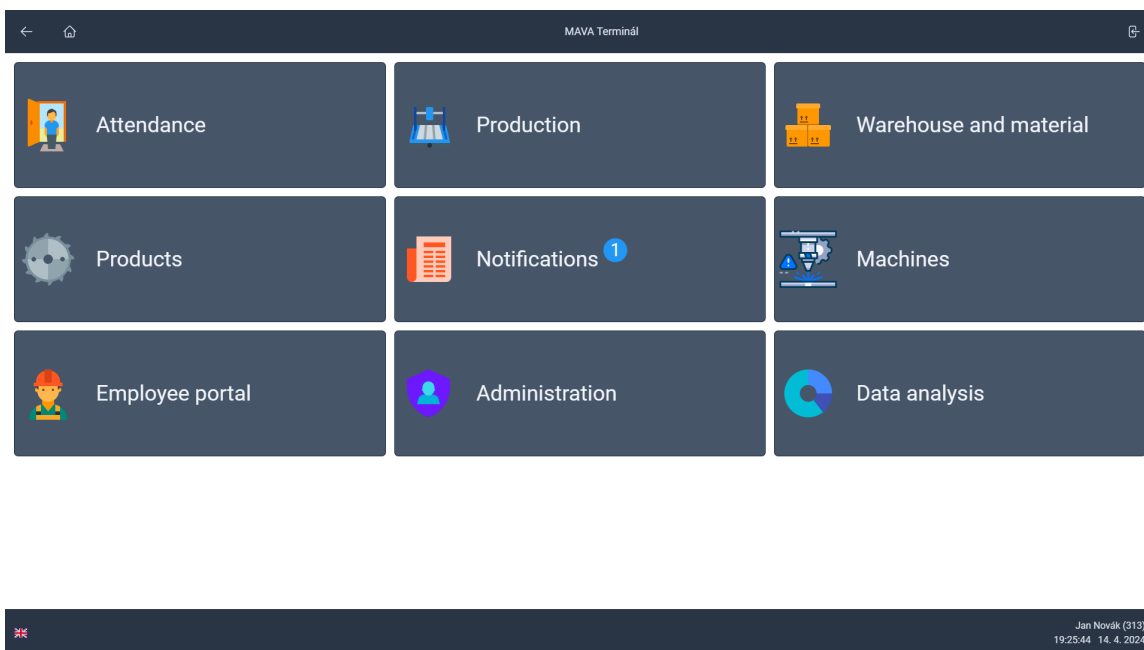 MAVA Terminál
Attendance
Production
Warehouse and material
Products
Notifications 1
Machines
Employee portal
Administration
Data analysis
Jan Novák (313)
19:25:44 14. 4. 2024